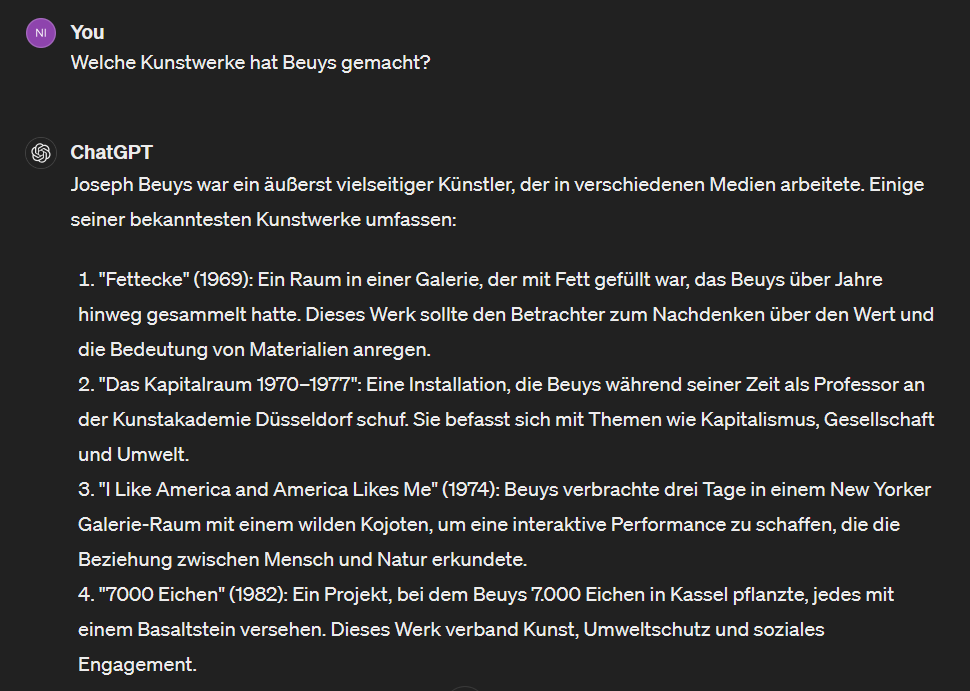 NI
You
Welche Kunstwerke hat Beuys gemacht?
ChatGPT
Joseph Beuys war ein äußerst vielseitiger Künstler, der in verschiedenen Medien arbeitete. Einige
seiner bekanntesten Kunstwerke umfassen:
1. "Fettecke" (1969): Ein Raum in einer Galerie, der mit Fett gefüllt war, das Beuys über Jahre
hinweg gesammelt hatte. Dieses Werk sollte den Betrachter zum Nachdenken über den Wert und
die Bedeutung von Materialien anregen.
2. "Das Kapitalraum 1970–1977": Eine Installation, die Beuys während seiner Zeit als Professor an
der Kunstakademie Düsseldorf schuf. Sie befasst sich mit Themen wie Kapitalismus, Gesellschaft
und Umwelt.
3. "I Like America and America Likes Me" (1974): Beuys verbrachte drei Tage in einem New Yorker
Galerie-Raum mit einem wilden Kojoten, um eine interaktive Performance zu schaffen, die die
Beziehung zwischen Mensch und Natur erkundete.
4. "7000 Eichen" (1982): Ein Projekt, bei dem Beuys 7.000 Eichen in Kassel pflanzte, jedes mit
einem Basaltstein versehen. Dieses Werk verband Kunst, Umweltschutz und soziales
Engagement.